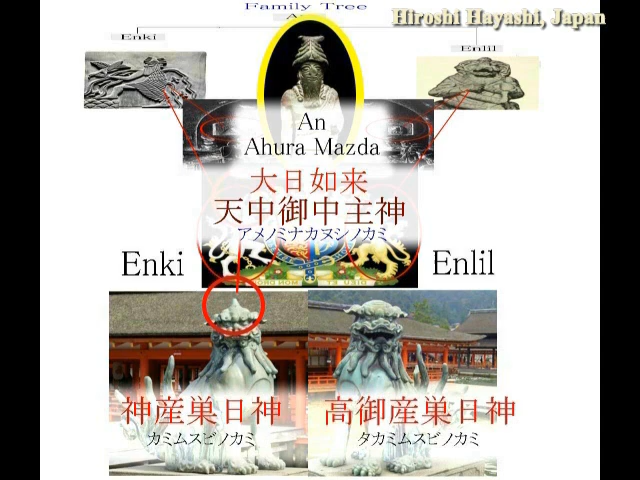 Family Tree
Hiroshi Hayashi, Japan
Enki
Enlil
An
Ahura Mazda
大日如来
天中御中主神
アメノミナカヌシノカミ
Enki
Enlil
神産巣日神
高御産巣日神
カミムスビノカミ
タカミムスビノカミ